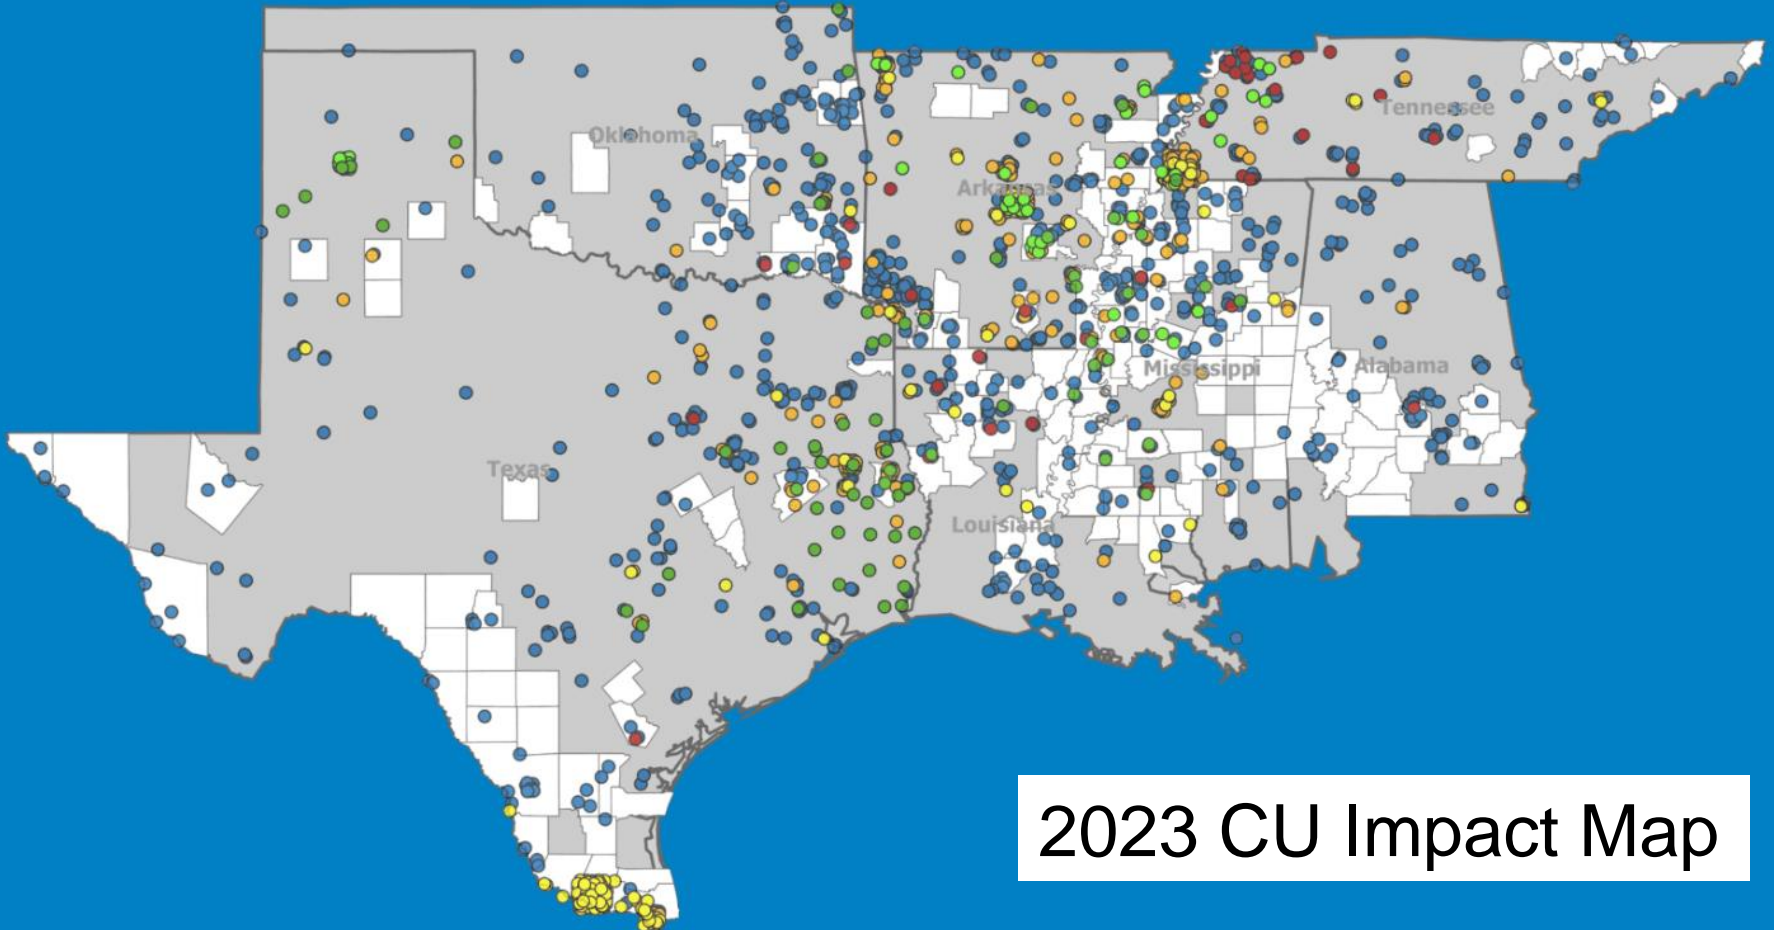 Tennessee
Oklahoma
Arkansas
Mississippi
Alabama
Texas
Louisiana
2023 CU Impact Map